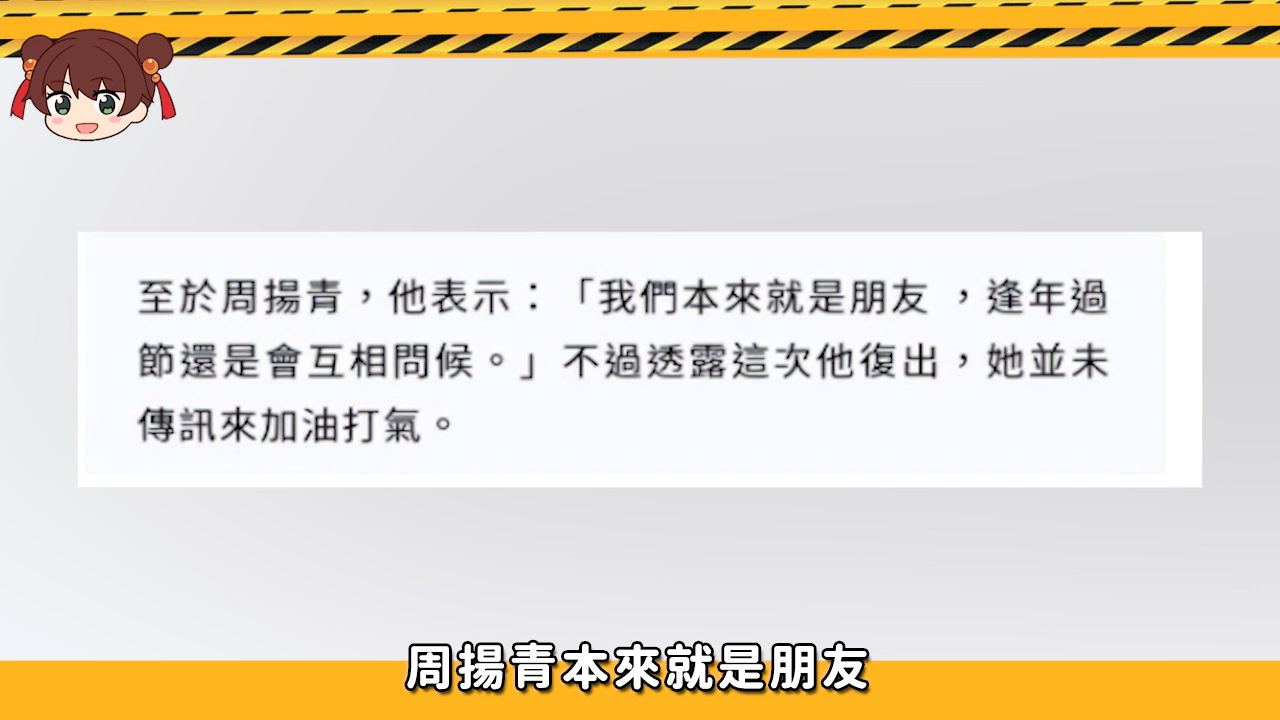 至於周揚青，他表示：「我們本來就是朋友 ，逢年過
節還是會互相問候。」不過透露這次他復出，她並未
傳訊來加油打氣。
周揚青本來就是朋友